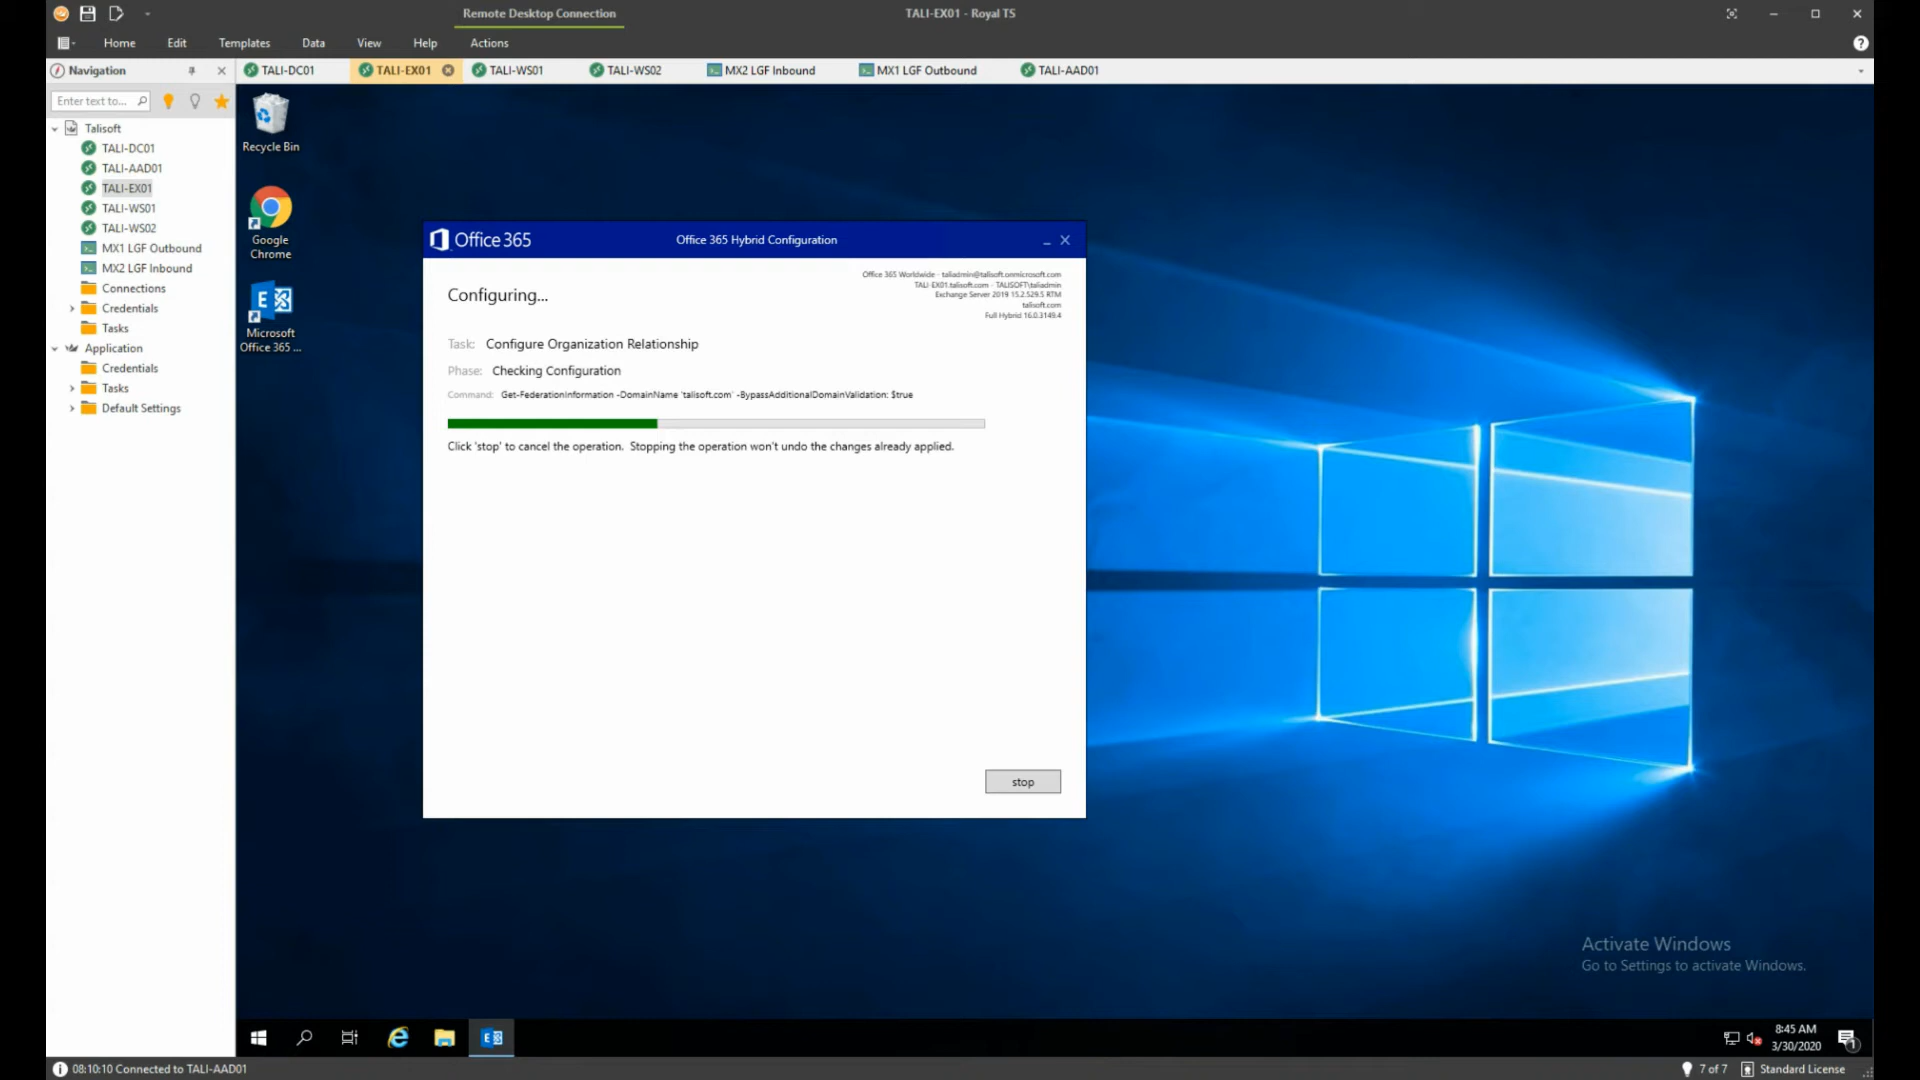 Remote Desktop Connection
TALI-EX01 - Royal TS
Home
Edit
Templates
Data
View
Help
Actions
Navigation
TALI-DC01
TALI-EX01
TALI-WS01
TALI-WS02
MX2 LGF Inbound
MX1 LGF Outbound
TALI-AAD01
Enter text to...
Talisoft
TALI-DC01
TALI-AAD01
TALI-EX01
TALI-WS01
TALI-WS02
MX1 LGF Outbound
MX2 LGF Inbound
Connections
Credentials
Tasks
Application
Credentials
Tasks
Default Settings
Recycle Bin
Google
Chrome
Microsoft
Office 365 ...
Office 365
Office 365 Hybrid Configuration
Office 365 Worldwide - taliadmin@talisoft.onmicrosoft.com
TALI-EX01.talisoft.com - TALISOFT\taliadmin
Exchange Server 2019 15.2.529.5 RTM
talisoft.com
Full Hybrid 16.0.3149.4
Configuring...
Task: Configure Organization Relationship
Phase: Checking Configuration
Command: Get-FederationInformation -DomainName 'talisoft.com' -BypassAdditionalDomainValidation: $true
Click 'stop' to cancel the operation. Stopping the operation won't undo the changes already applied.
stop
Activate Windows
Go to Settings to activate Windows.
8:45 AM
3/30/2020
1
08:10:10 Connected to TALI-AAD01
7 of 7
Standard License